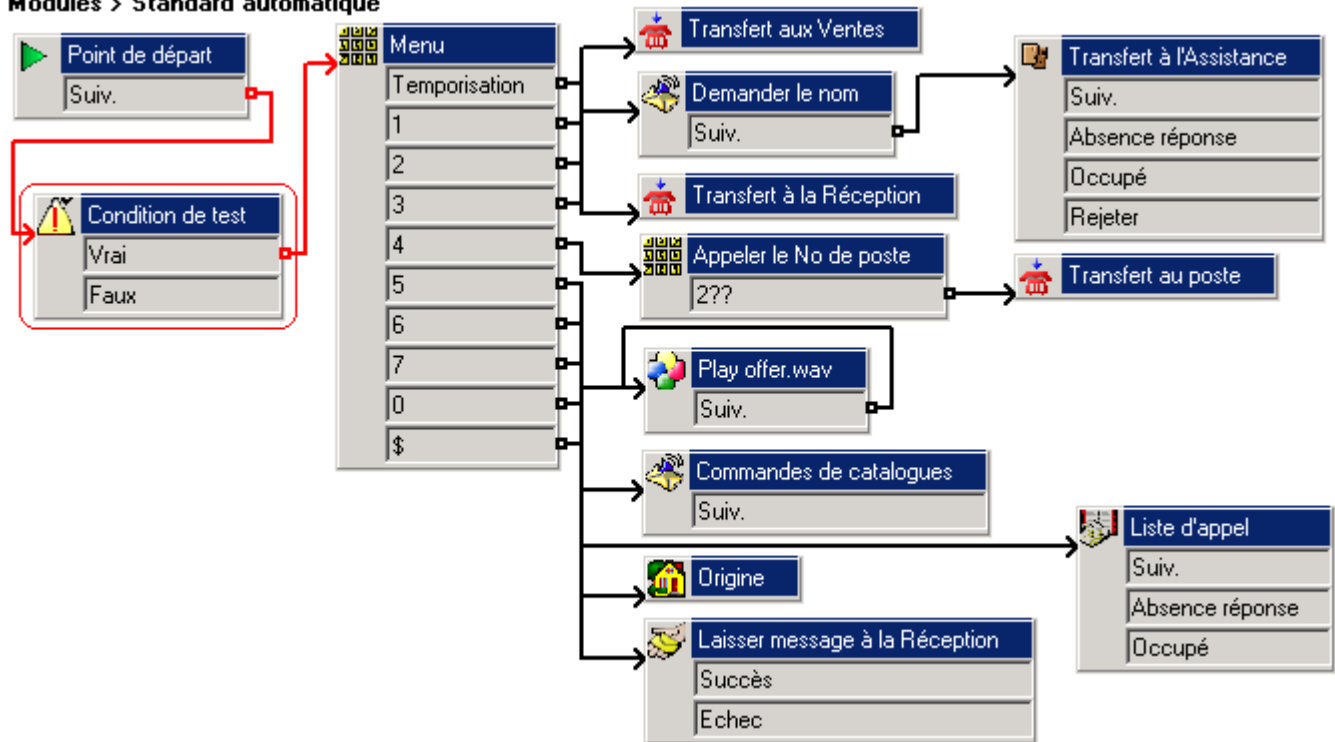 Modules > Standard automatique
Point de départ
Suiv.
Condition de test
Vrai
Faux
Menu
Temporisation
1
2
3
4
5
6
7
0
$
Transfert aux Ventes
Demander le nom
Suiv.
Transfert à l'Assistance
Suiv.
Absence réponse
Occupé
Rejeter
Transfert à la Réception
Appeler le No de poste
2??
Transfert au poste
Play offer.wav
Suiv.
Commandes de catalogues
Suiv.
Liste d'appel
Suiv.
Absence réponse
Occupé
Origine
Laisser message à la Réception
Succès
Echec